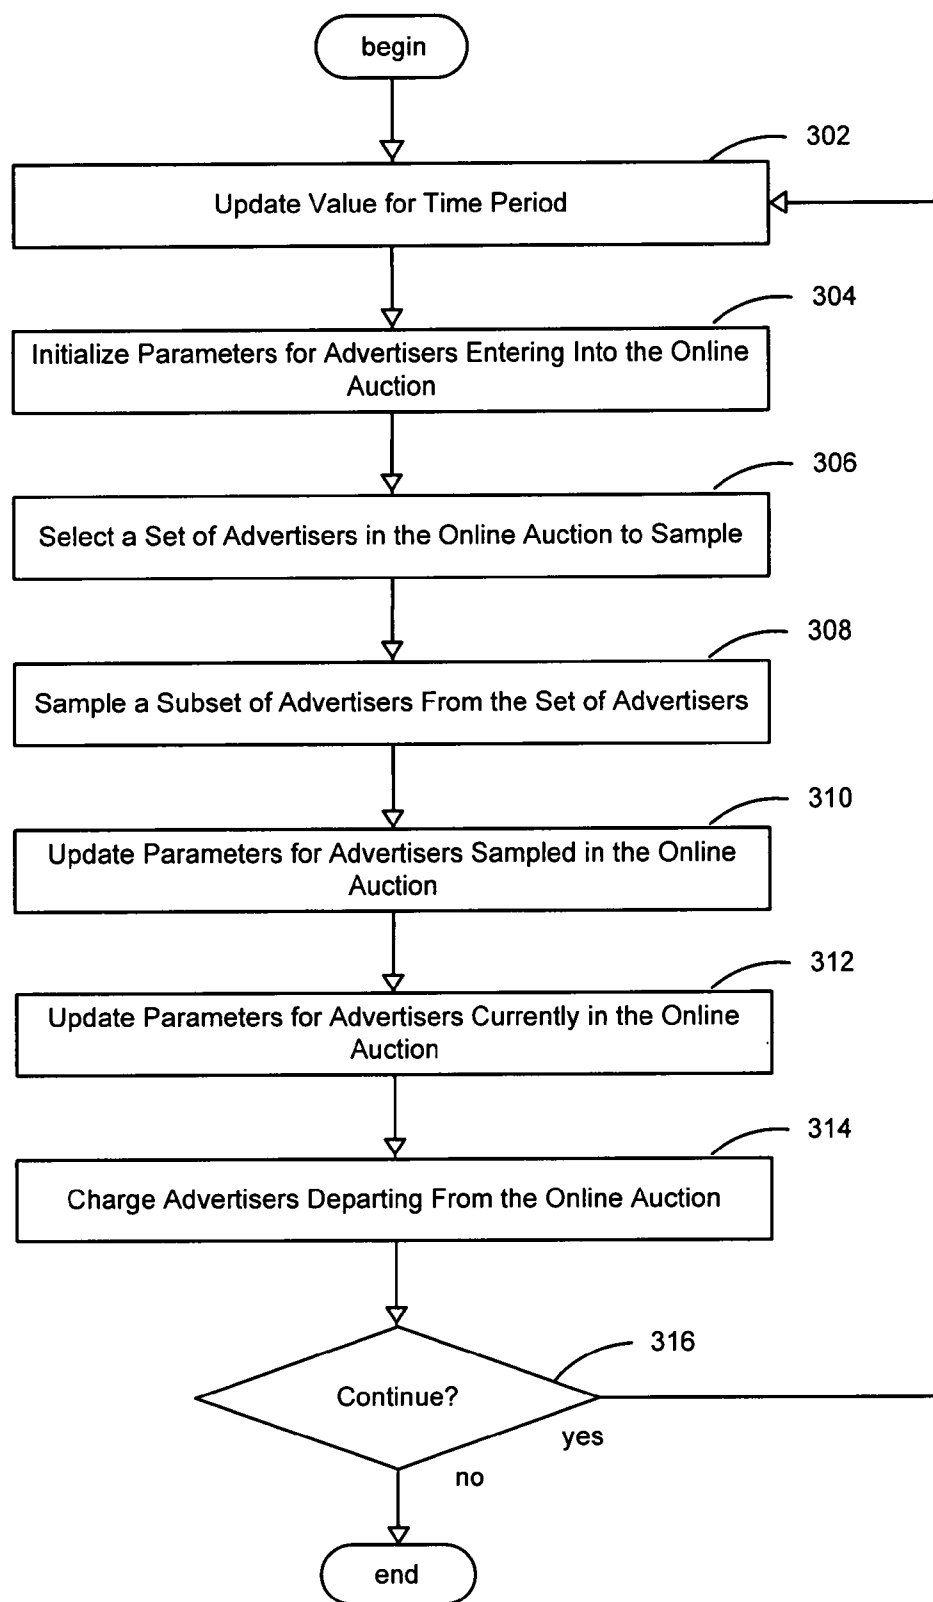 begin
302
Update Value for Time Period
304
Initialize Parameters for Advertisers Entering Into the Online
Auction
306
Select a Set of Advertisers in the Online Auction to Sample
308
Sample a Subset of Advertisers From the Set of Advertisers
310
Update Parameters for Advertisers Sampled in the Online
Auction
312
Update Parameters for Advertisers Currently in the Online
Auction
314
Charge Advertisers Departing From the Online Auction
316
Continue?
yes
no
end